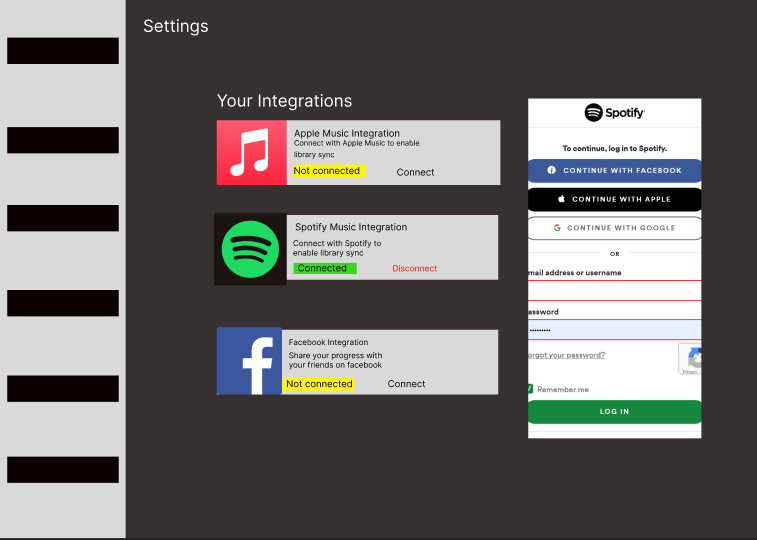 Settings
Your Integrations
Apple Music Integration
Connect with Apple Music to enable
library sync
Not connected
Connect
Spotify Music Integration
Connect with Spotify to
enable library sync
Connected
Disconnect
Facebook Integration
Share your progress with
your friends on facebook
Not connected
Connect
Spotify
To continue, log in to Spotify.
CONTINUE WITH FACEBOOK
CONTINUE WITH APPLE
CONTINUE WITH GOOGLE
OR
mail address or username
assword
orgot your password?
Remember me
LOG IN